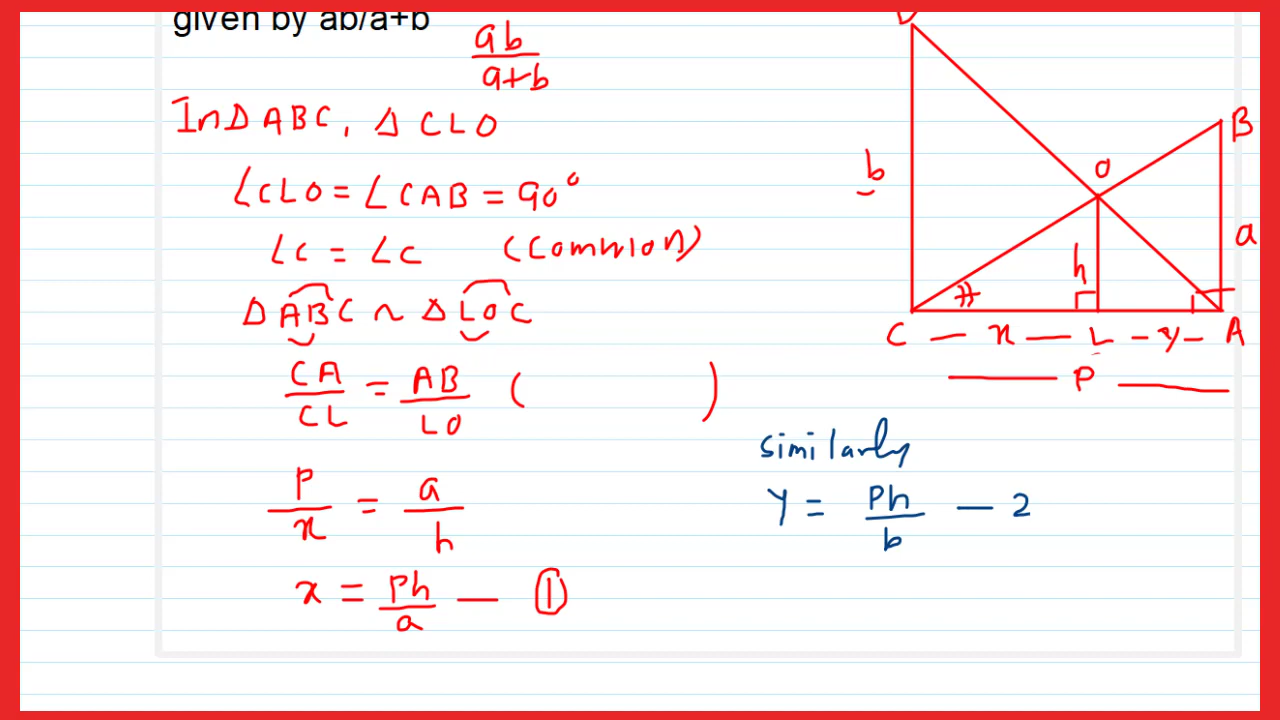 given by ab/a+b
ab
a+b
In Δ ABC, Δ CLO
∠CLO = ∠CAB = 90°
∠C = ∠C (Common)
Δ ABC ~ Δ LOC
CA/CL = AB/LO ( )
P/x = a/h
x = Ph/a — ①
B
O
b
a
h
C — x — L — y — A
P
Similarly
Y = Ph/b — 2